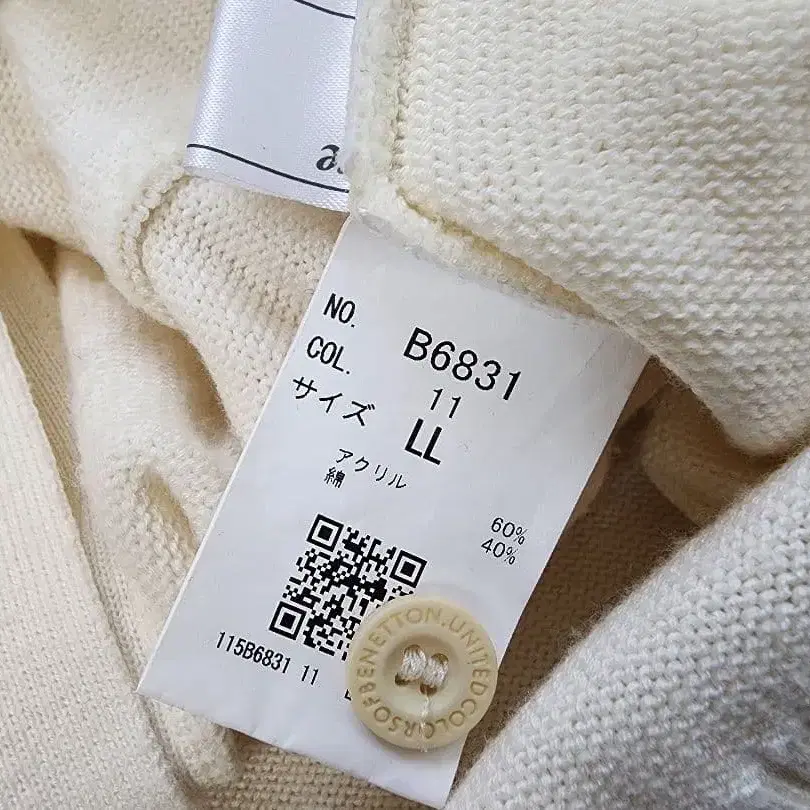 NO. B6831
COL. 11
サイズ LL
アクリル 60%
綿 40%
115B6831 11
BENETTON.UNITED COLORS OF